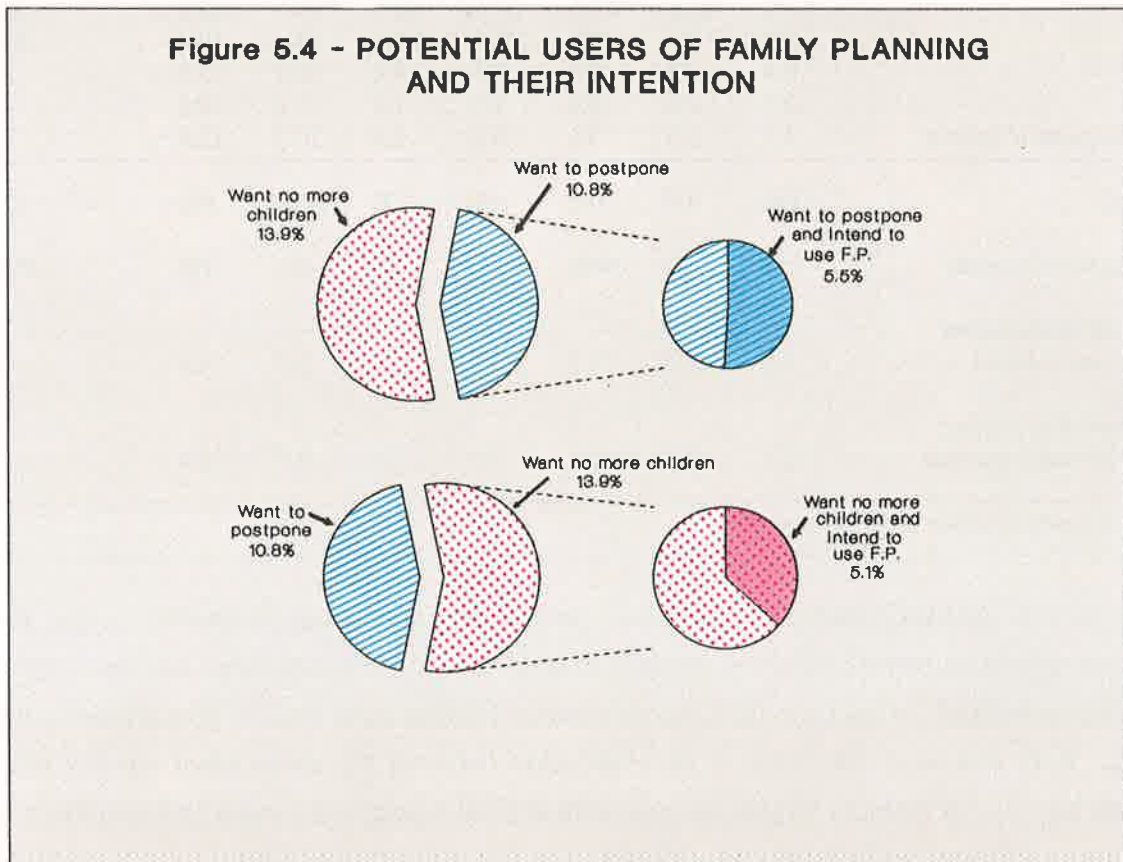 Figure 5.4 - POTENTIAL USERS OF FAMILY PLANNING
AND THEIR INTENTION
Want no more
children
13.9%
Want to postpone
10.8%
Want to postpone
and Intend to
use F.P.
5.5%
Want to
postpone
10.8%
Want no more children
13.9%
Want no more
children and
Intend to
use F.P.
5.1%